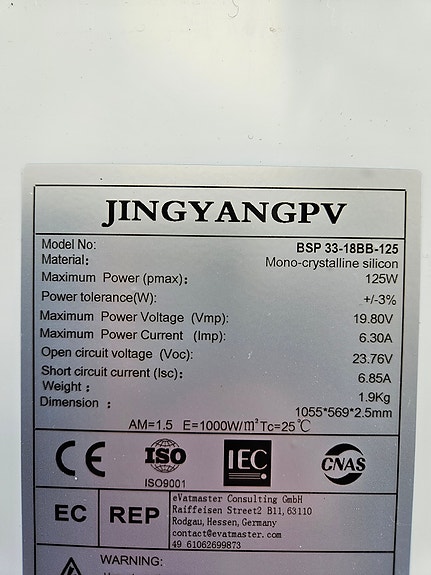 JINGYANGPV
Model No: BSP 33-18BB-125
Material: Mono-crystalline silicon
Maximum Power (pmax): 125W
Power tolerance(W): +/-3%
Maximum Power Voltage (Vmp): 19.80V
Maximum Power Current (Imp): 6.30A
Open circuit voltage (Voc): 23.76V
Short circuit current (Isc): 6.85A
Weight : 1.9Kg
Dimension : 1055*569*2.5mm
AM=1.5 E=1000W/m² Tc=25℃
CE ISO IEC CNAS
ISO9001
EC REP
eVatmaster Consulting GmbH
Raiffeisen Street2 B11, 63110
Rodgau, Hessen, Germany
contact@evatmaster.com
49 61062699873
WARNING: